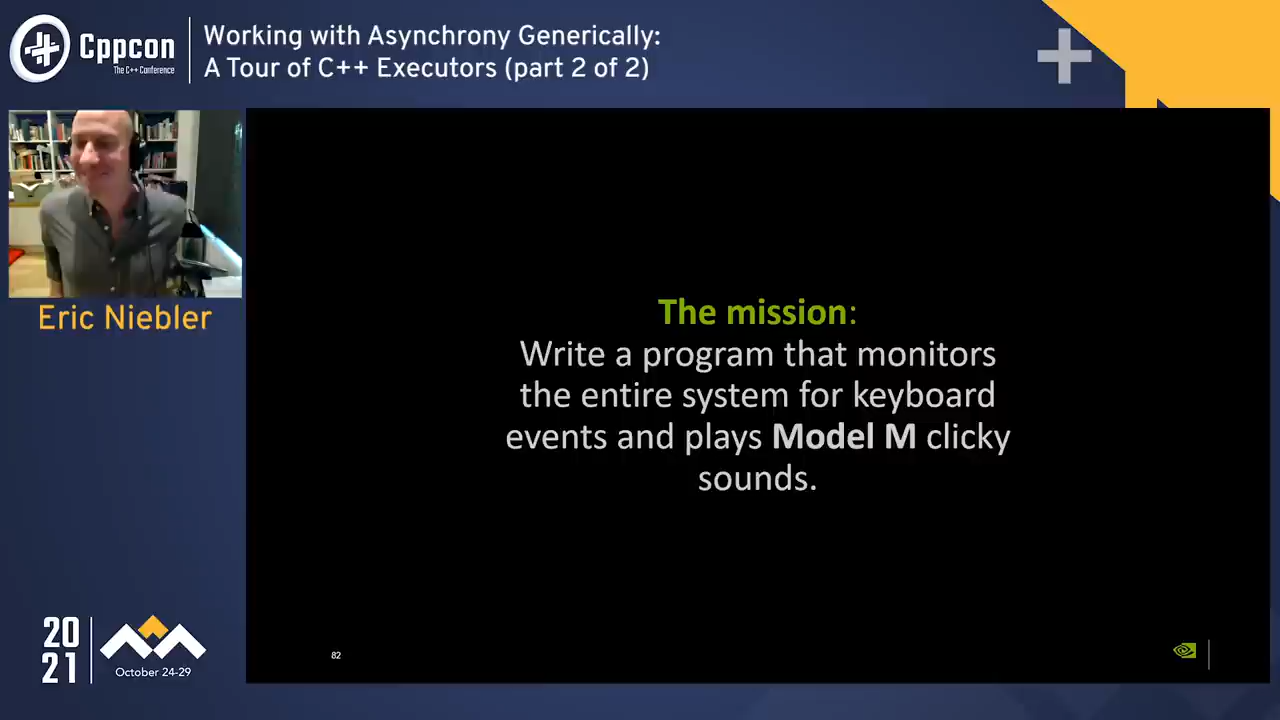 Cppcon
The C++ Conference
Working with Asynchrony Generically:
A Tour of C++ Executors (part 2 of 2)
Eric Niebler
The mission:
Write a program that monitors
the entire system for keyboard
events and plays Model M clicky
sounds.
20
21
October 24-29
82